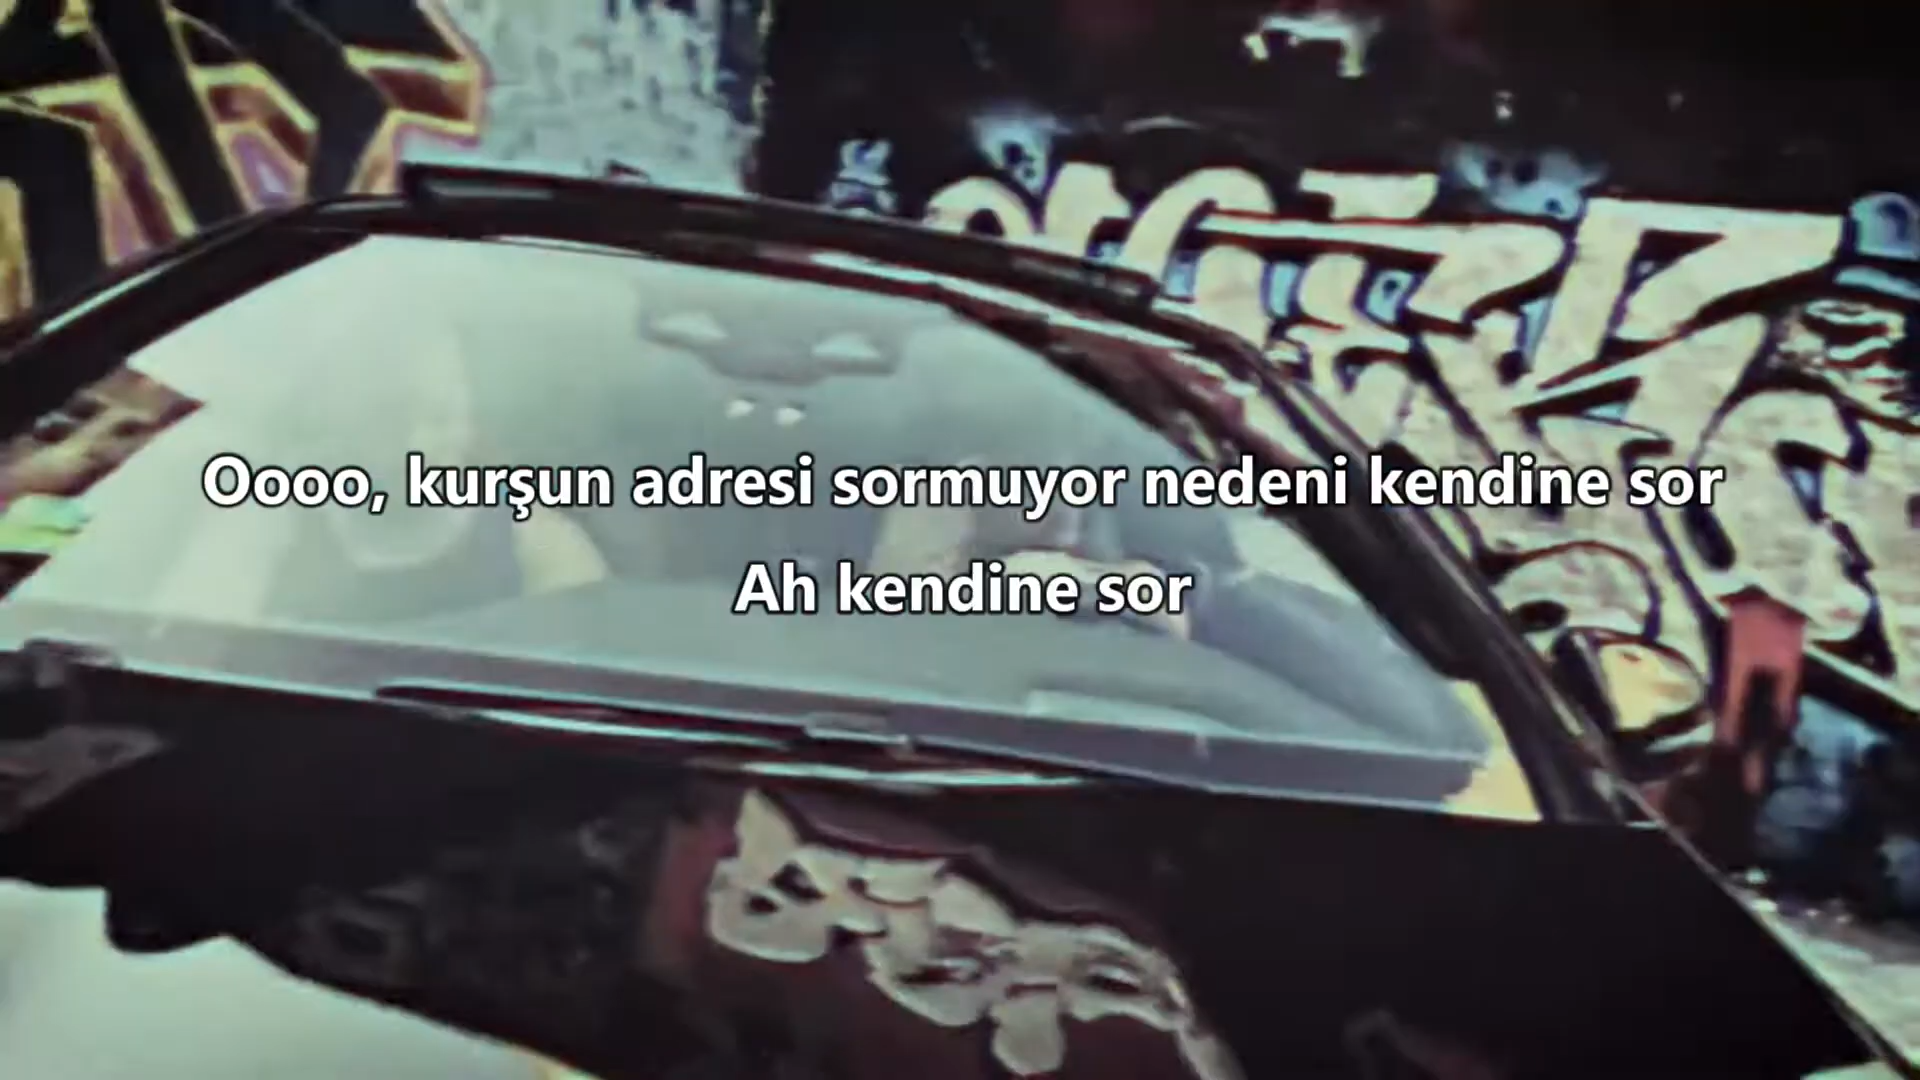 Oooo, kurşun adresi sormuyor nedeni kendine sor
Ah kendine sor